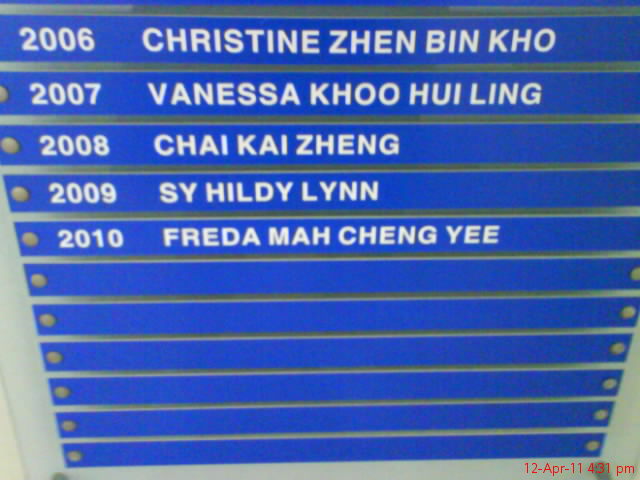 2006 CHRISTINE ZHEN BIN KHO
2007 VANESSA KHOO HUI LING
2008 CHAI KAI ZHENG
2009 SY HILDY LYNN
2010 FREDA MAH CHENG YEE
12-Apr-11 4:31 pm